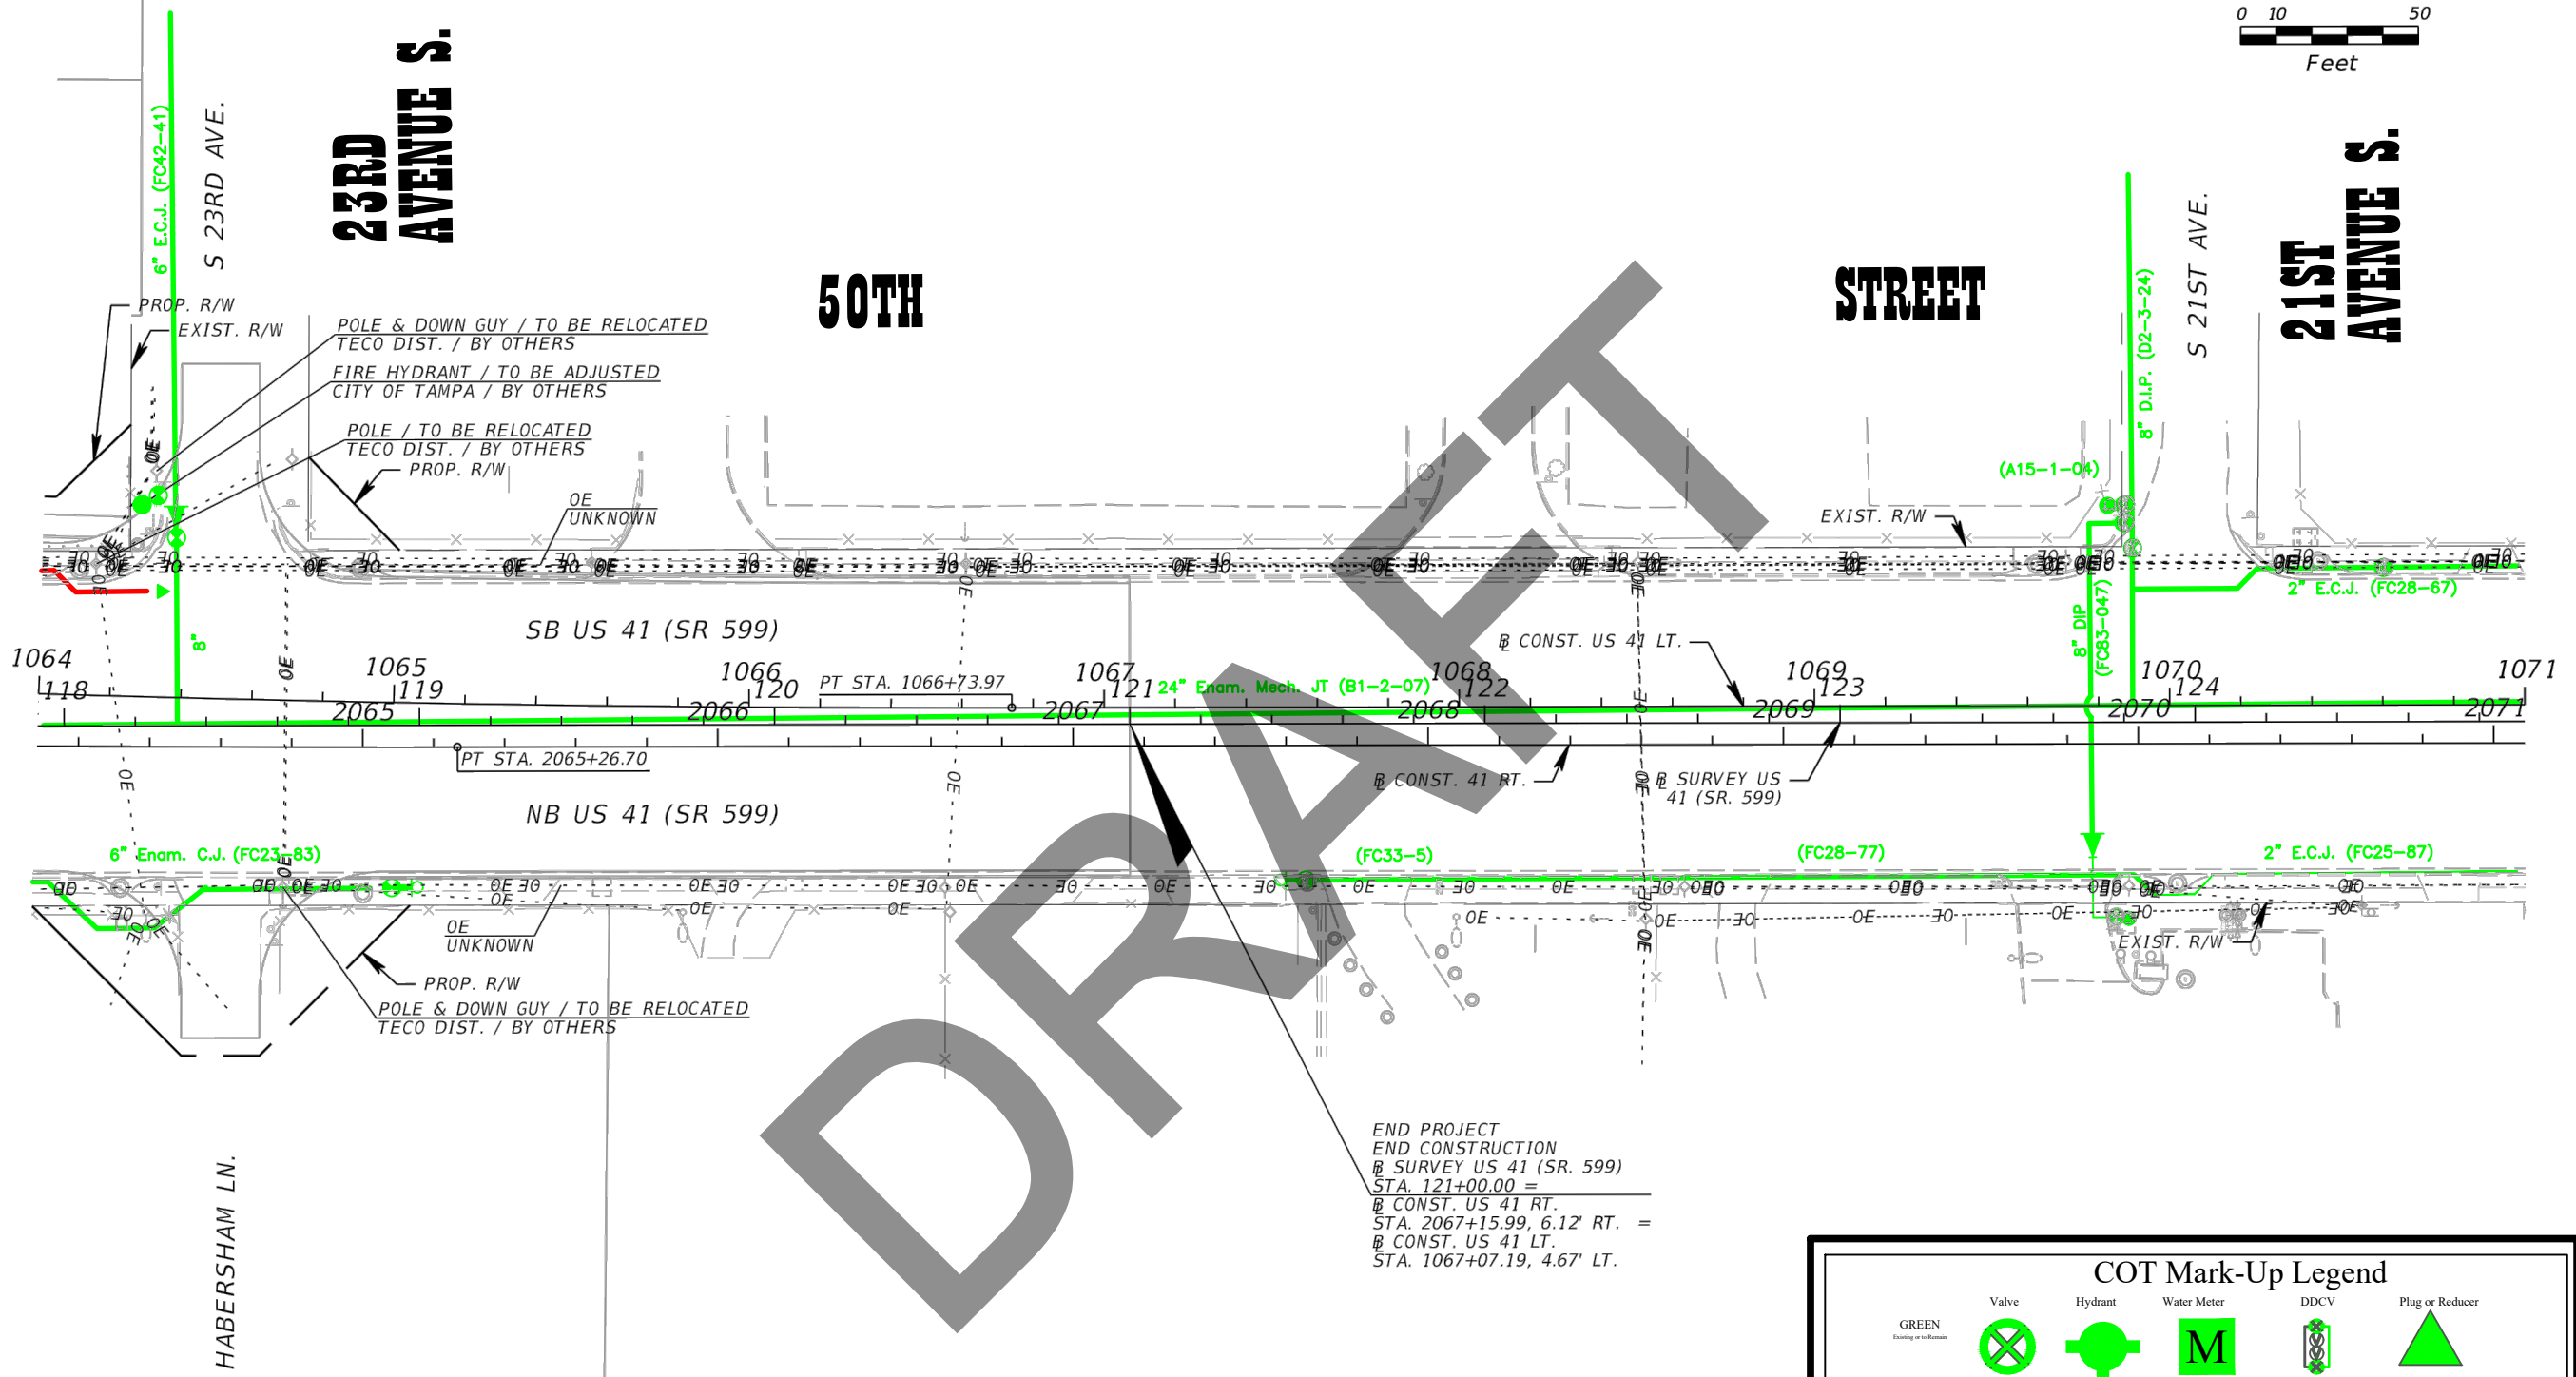 0 10 50
Feet
23RD
AVENUE S.
S 23RD AVE.
6" E.C.J. (FC42-41)
50TH
STREET
21ST
AVENUE S.
S 21ST AVE.
8" D.I.P. (D2-3-24)
(A15-1-04)
PROP. R/W
EXIST. R/W
POLE & DOWN GUY / TO BE RELOCATED
TECO DIST. / BY OTHERS
FIRE HYDRANT / TO BE ADJUSTED
CITY OF TAMPA / BY OTHERS
POLE / TO BE RELOCATED
TECO DIST. / BY OTHERS
PROP. R/W
OE
UNKNOWN
EXIST. R/W
2" E.C.J. (FC28-67)
8" DIP
(FC83-047)
8"
SB US 41 (SR 599)
℄ CONST. US 41 LT.
1064 1065 1066 1067 1068 1069 1070 1071
118 119 120 121 122 123 124
PT STA. 1066+73.97
24" Enam. Mech. JT (B1-2-07)
2065 2066 2067 2068 2069 2070 2071
PT STA. 2065+26.70
℄ CONST. 41 RT.
℄ SURVEY US
41 (SR. 599)
NB US 41 (SR 599)
6" Enam. C.J. (FC23-83)
(FC33-5)
(FC28-77)
2" E.C.J. (FC25-87)
OE
UNKNOWN
EXIST. R/W
PROP. R/W
POLE & DOWN GUY / TO BE RELOCATED
TECO DIST. / BY OTHERS
DRAFT
END PROJECT
END CONSTRUCTION
℄ SURVEY US 41 (SR. 599)
STA. 121+00.00 =
℄ CONST. US 41 RT.
STA. 2067+15.99, 6.12' RT. =
℄ CONST. US 41 LT.
STA. 1067+07.19, 4.67' LT.
HABERSHAM LN.
COT Mark-Up Legend
Valve Hydrant Water Meter DDCV Plug or Reducer
GREEN
Existing or to Remain
M